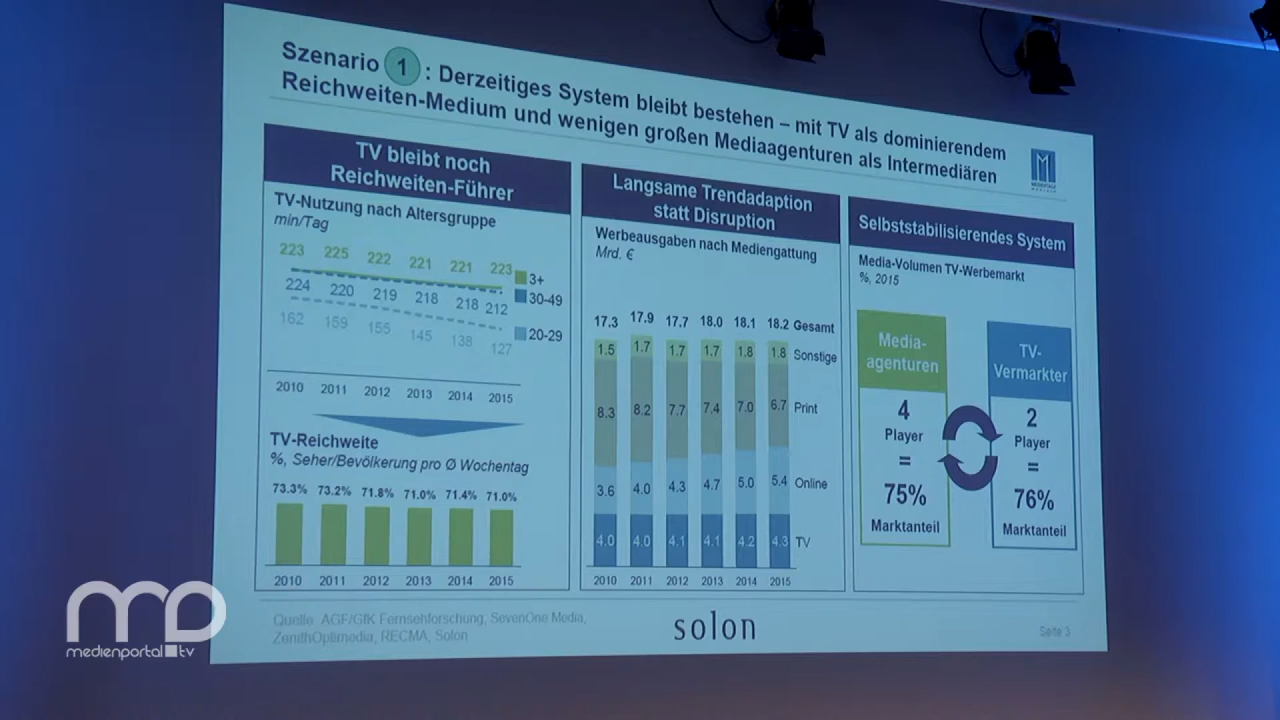 Szenario 1 : Derzeitiges System bleibt bestehen – mit TV als dominierendem
Reichweiten-Medium und wenigen großen Mediaagenturen als Intermediären
TV bleibt noch
Reichweiten-Führer
TV-Nutzung nach Altersgruppe
min/Tag
223 225 222 221 221 223 3+
224 220 219 218 218 212 30-49
162 159 155 145 138 127 20-29
2010 2011 2012 2013 2014 2015
TV-Reichweite
%, Seher/Bevölkerung pro Ø Wochentag
73.3% 73.2% 71.8% 71.0% 71.4% 71.0%
2010 2011 2012 2013 2014 2015
Langsame Trendadaption
statt Disruption
Werbeausgaben nach Mediengattung
Mrd. €
17.3 17.9 17.7 18.0 18.1 18.2 Gesamt
1.5 1.7 1.7 1.7 1.8 1.8 Sonstige
8.3 8.2 7.7 7.4 7.0 6.7 Print
3.6 4.0 4.3 4.7 5.0 5.4 Online
4.0 4.0 4.1 4.1 4.2 4.3 TV
2010 2011 2012 2013 2014 2015
Selbststabilisierendes System
Media-Volumen TV-Werbemarkt
%, 2015
Media-
agenturen
4
Player
=
75%
Marktanteil
TV-
Vermarkter
2
Player
=
76%
Marktanteil
Quelle: AGF/GfK Fernsehforschung, SevenOne Media,
ZenithOptimedia, RECMA, Solon
solon
Seite 3
medienportal tv